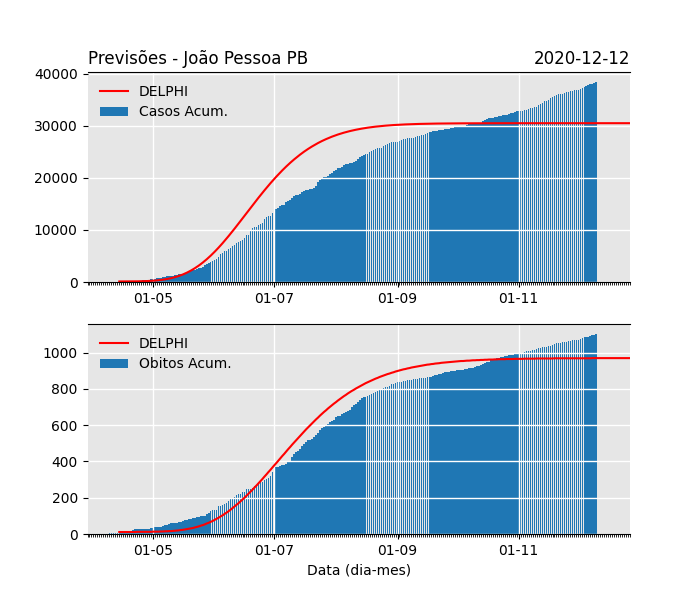 Previsões - João Pessoa PB 2020-12-12
40000
30000
20000
10000
0
DELPHI
Casos Acum.
01-05 01-07 01-09 01-11
1000
800
600
400
200
0
DELPHI
Obitos Acum.
01-05 01-07 01-09 01-11
Data (dia-mes)